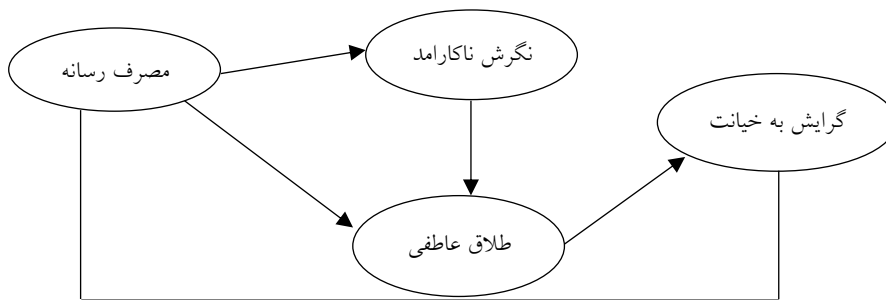 نگرش ناکارامد
مصرف رسانه
گرایش به خیانت
طلاق عاطفی